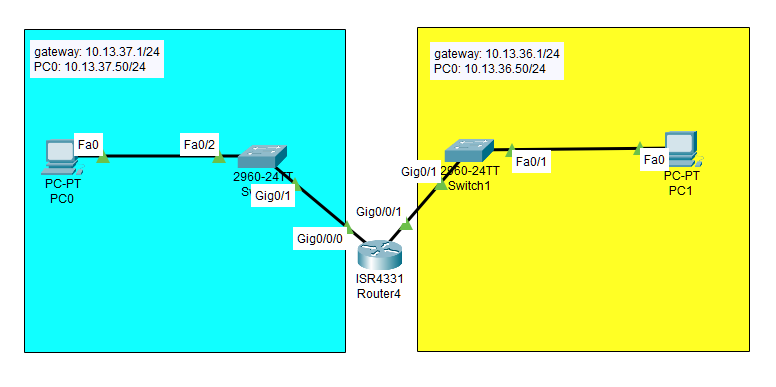 gateway: 10.13.37.1/24
PC0: 10.13.37.50/24
gateway: 10.13.36.1/24
PC0: 10.13.36.50/24
Fa0
Fa0/2
PC-PT
PC0
2960-24TT
Gig0/1
Gig0/0/0
Gig0/0/1
ISR4331
Router4
Gig0/1
2960-24TT
Switch1
Fa0/1
Fa0
PC-PT
PC1